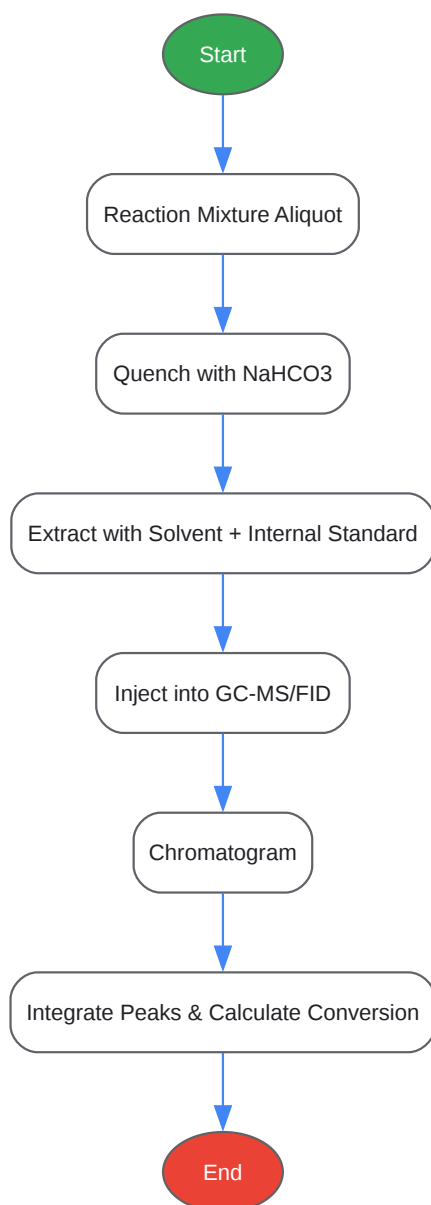 Start
Reaction Mixture Aliquot
Quench with NaHCO3
Extract with Solvent + Internal Standard
Inject into GC-MS/FID
Chromatogram
Integrate Peaks & Calculate Conversion
End